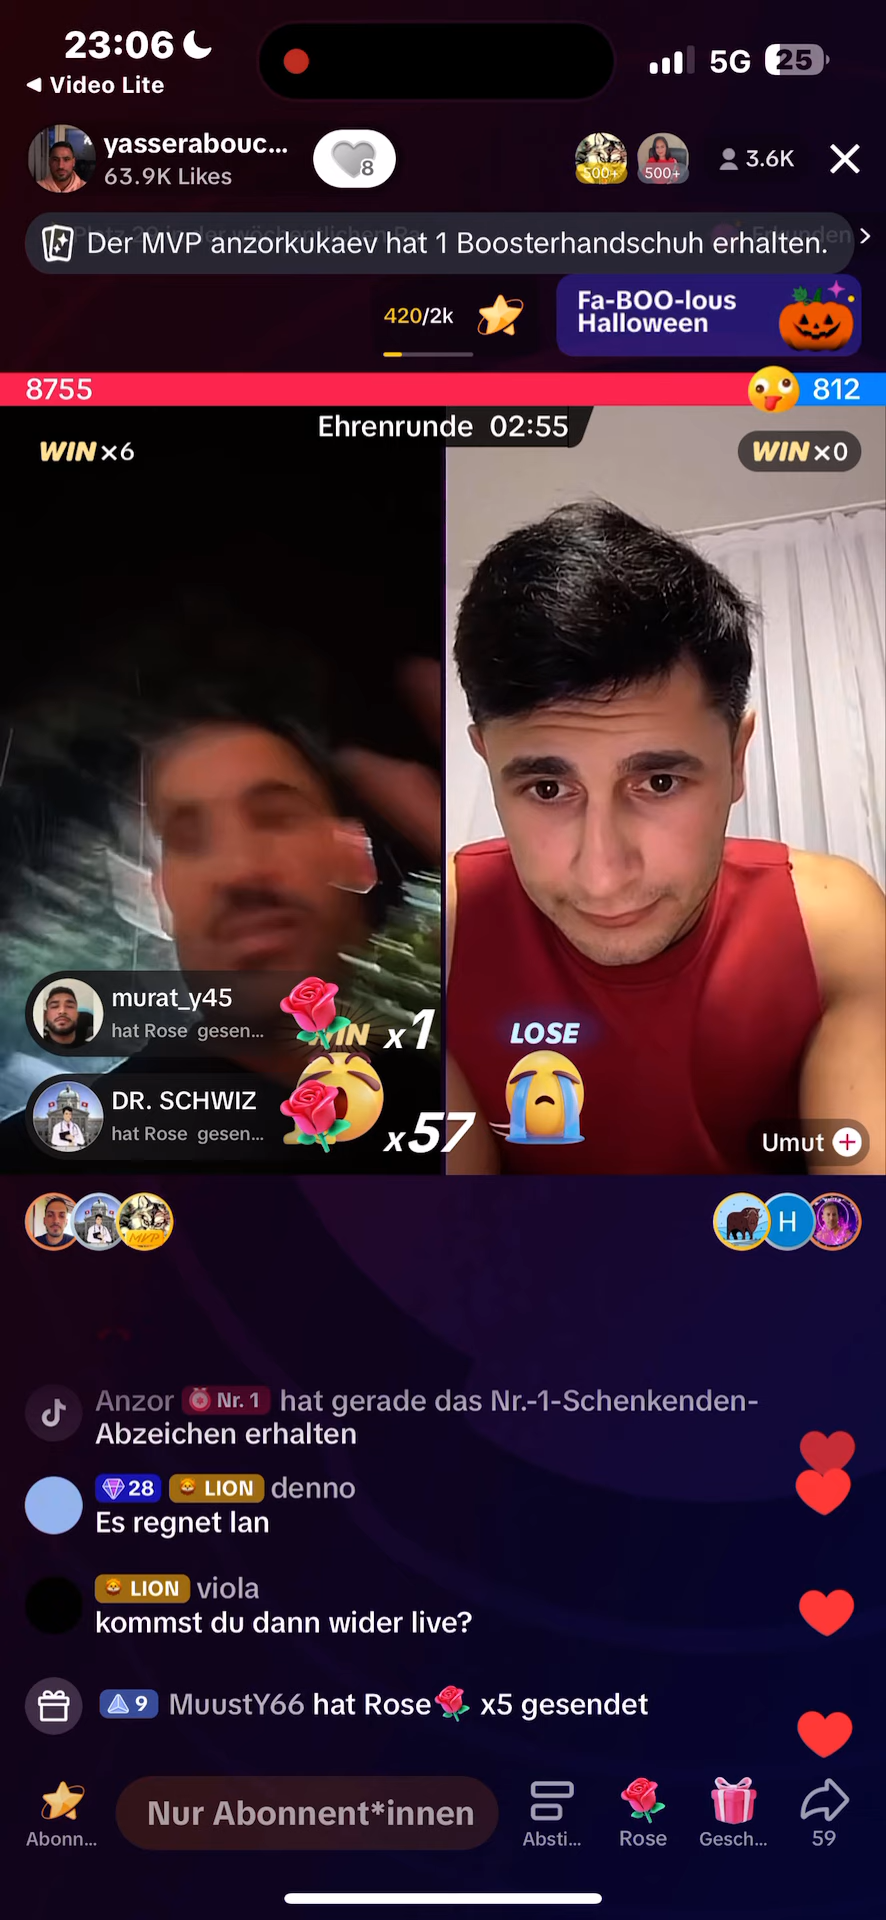 23:06
5G
25
Video Lite
yasserabouc...
63.9K Likes
8
500+
500+
3.6K
Der MVP anzorkukaev hat 1 Boosterhandschuh erhalten.
420/2k
Fa-BOO-lous
Halloween
8755
812
Ehrenrunde 02:55
WIN x6
WIN x0
murat_y45
hat Rose gesen...
x1
LOSE
DR. SCHWIZ
hat Rose gesen...
x57
Umut
MVP
H
Anzor Nr. 1 hat gerade das Nr.-1-Schenkenden-
Abzeichen erhalten
28 LION denno
Es regnet lan
LION viola
kommst du dann wider live?
9 MuustY66 hat Rose x5 gesendet
Nur Abonnent*innen
Abonn...
Absti...
Rose
Gesch...
59